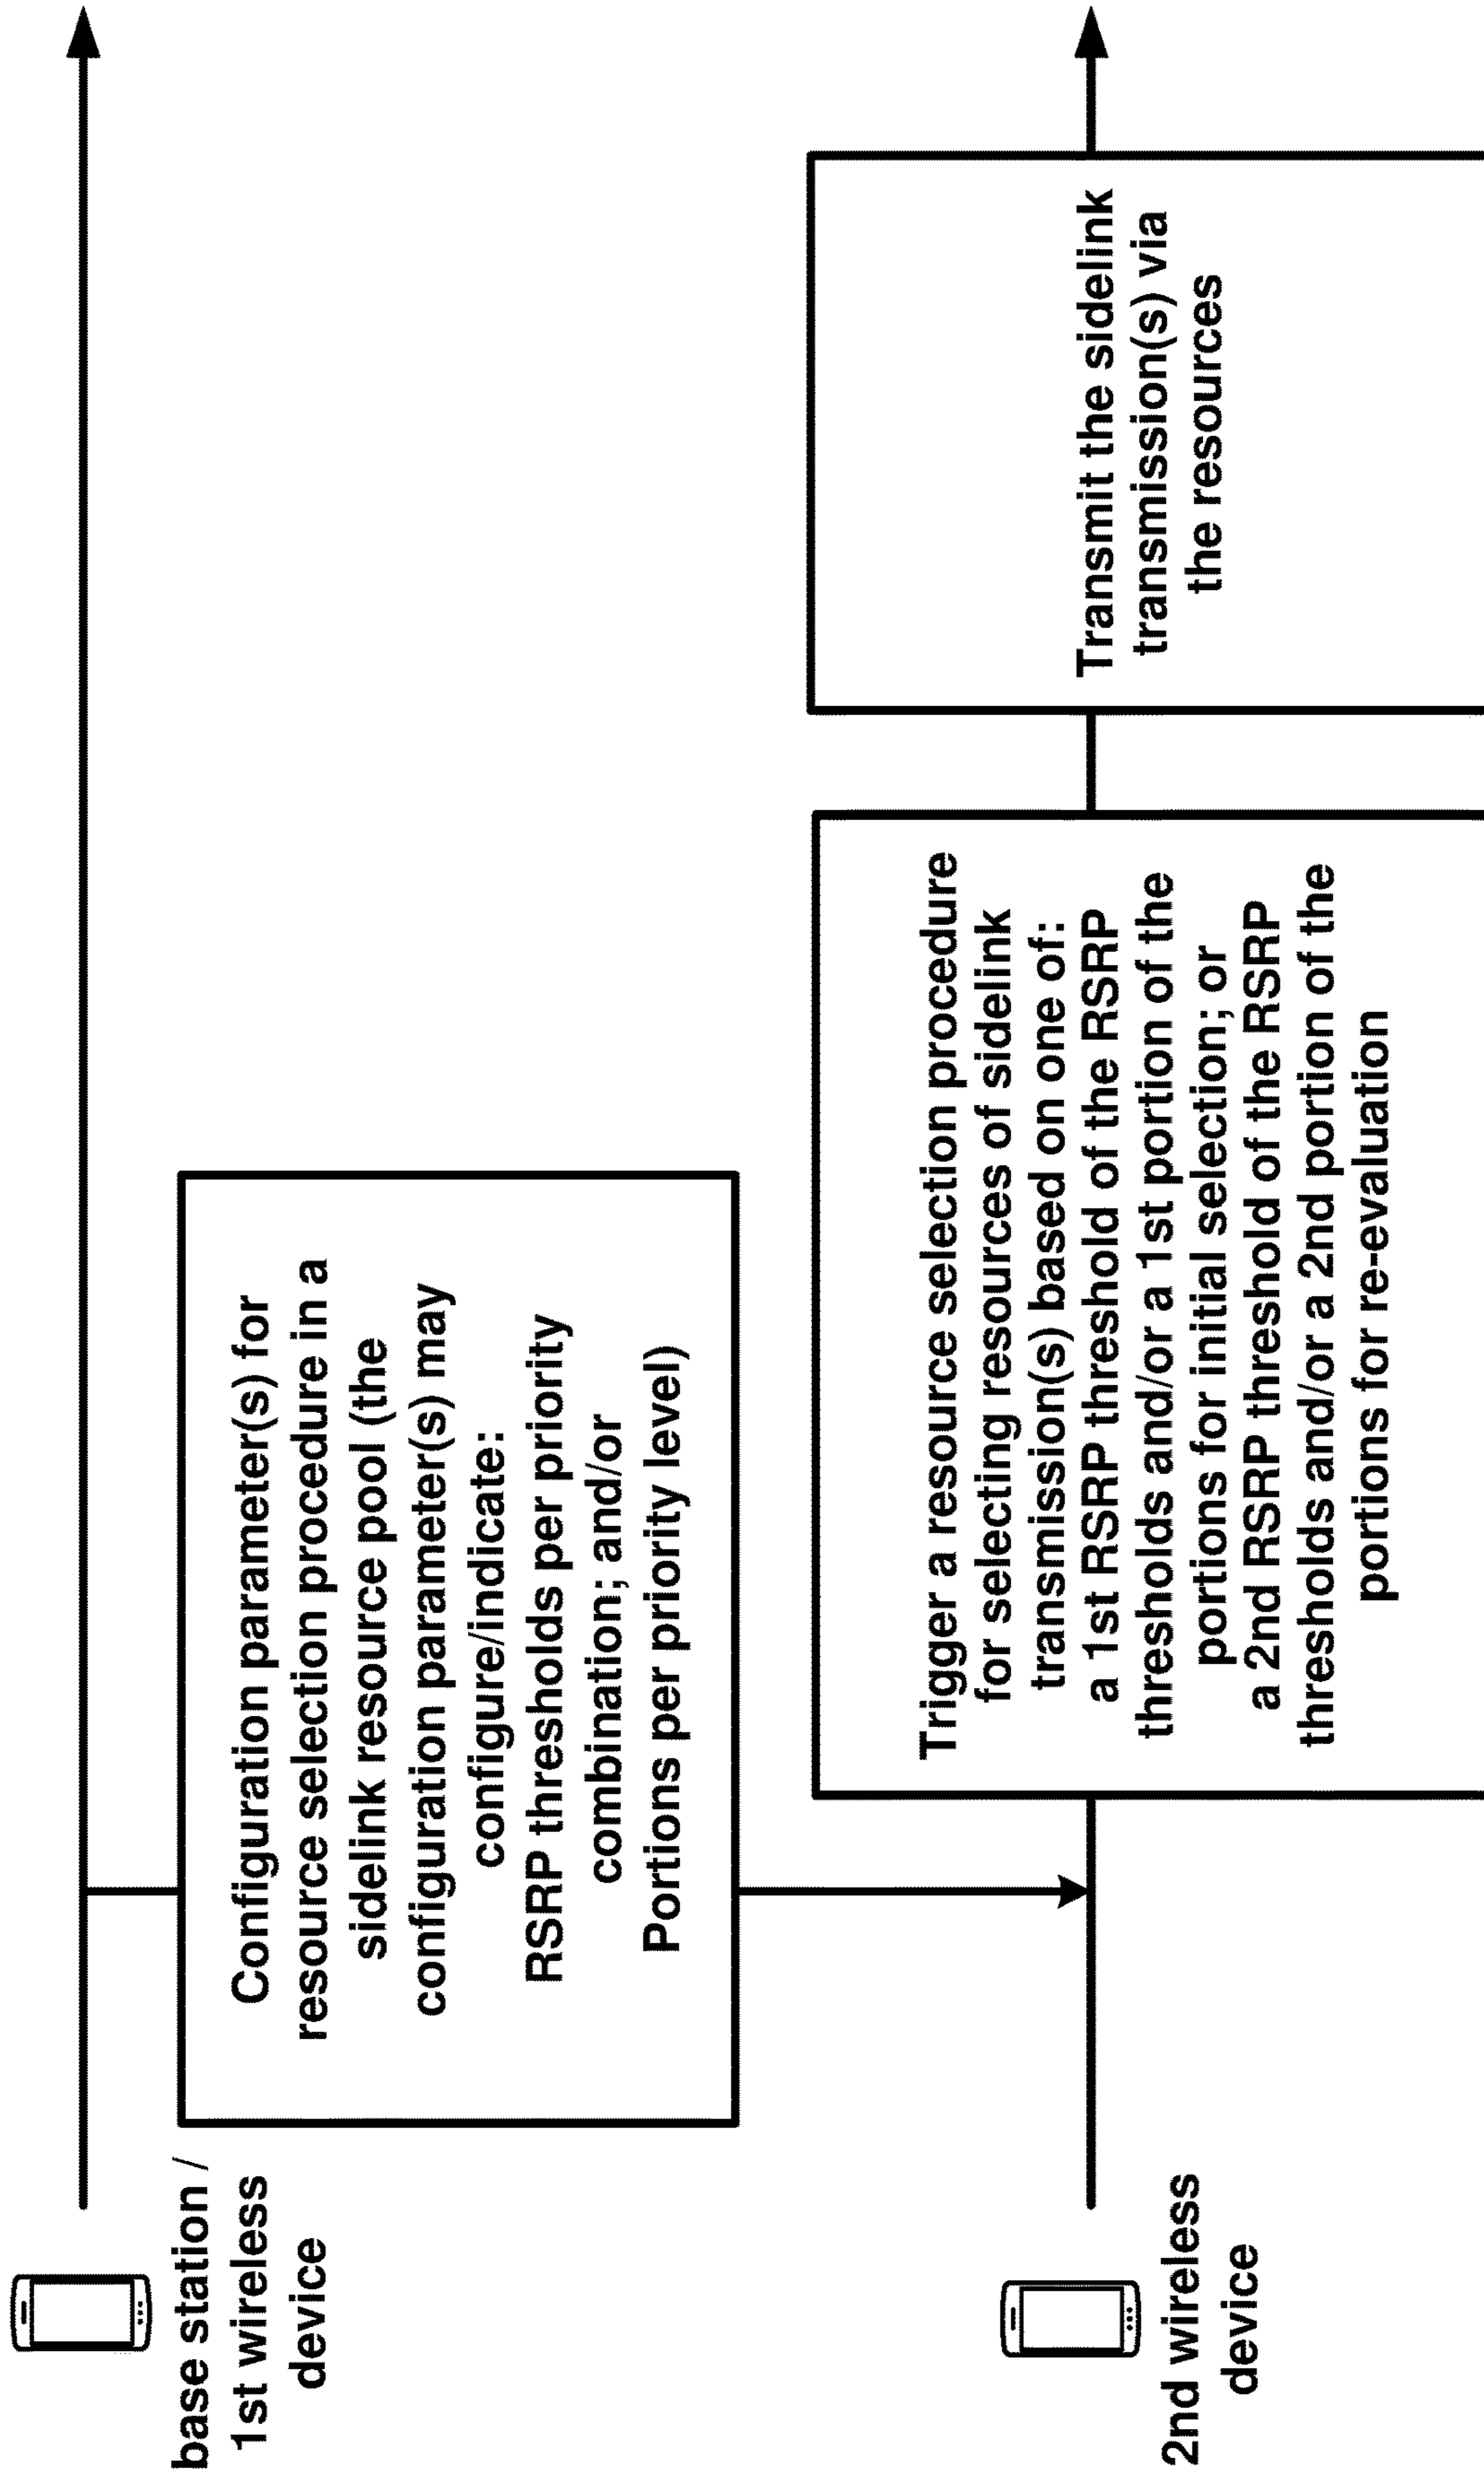 base station /
1st wireless
device
Configuration parameter(s) for
resource selection procedure in a
sidelink resource pool (the
configuration parameter(s) may
configure/indicate:
RSRP thresholds per priority
combination; and/or
Portions per priority level)
2nd wireless
device
Trigger a resource selection procedure
for selecting resources of sidelink
transmission(s) based on one of:
a 1st RSRP threshold of the RSRP
thresholds and/or a 1st portion of the
portions for initial selection; or
a 2nd RSRP threshold of the RSRP
thresholds and/or a 2nd portion of the
portions for re-evaluation
Transmit the sidelink
transmission(s) via
the resources